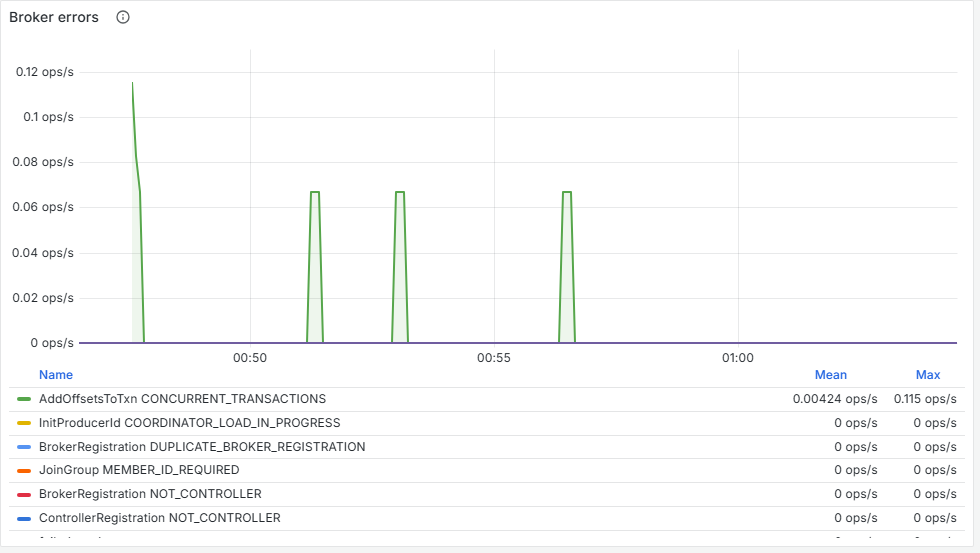 Broker errors
0.12 ops/s
0.1 ops/s
0.08 ops/s
0.06 ops/s
0.04 ops/s
0.02 ops/s
0 ops/s
00:50 00:55 01:00
Name Mean Max
AddOffsetsToTxn CONCURRENT_TRANSACTIONS 0.00424 ops/s 0.115 ops/s
InitProducerId COORDINATOR_LOAD_IN_PROGRESS 0 ops/s 0 ops/s
BrokerRegistration DUPLICATE_BROKER_REGISTRATION 0 ops/s 0 ops/s
JoinGroup MEMBER_ID_REQUIRED 0 ops/s 0 ops/s
BrokerRegistration NOT_CONTROLLER 0 ops/s 0 ops/s
ControllerRegistration NOT_CONTROLLER 0 ops/s 0 ops/s